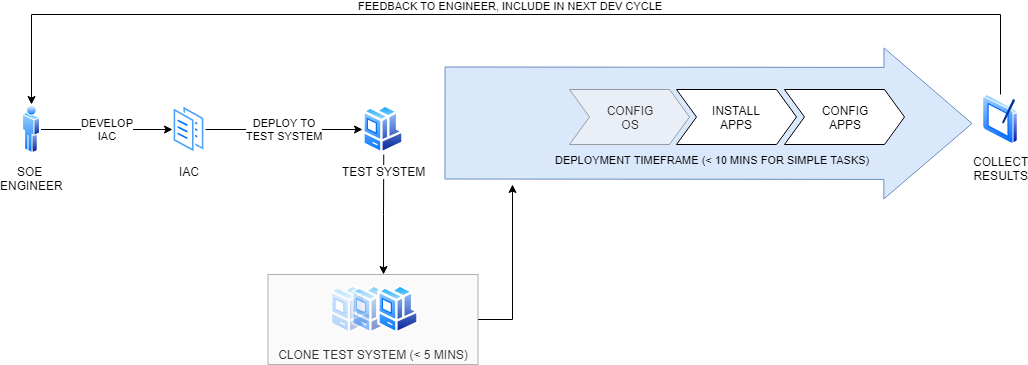 FEEDBACK TO ENGINEER, INCLUDE IN NEXT DEV CYCLE
DEVELOP
IAC
DEPLOY TO
TEST SYSTEM
CONFIG
OS
INSTALL
APPS
CONFIG
APPS
DEPLOYMENT TIMEFRAME (< 10 MINS FOR SIMPLE TASKS)
SOE
ENGINEER
IAC
TEST SYSTEM
COLLECT
RESULTS
CLONE TEST SYSTEM (< 5 MINS)